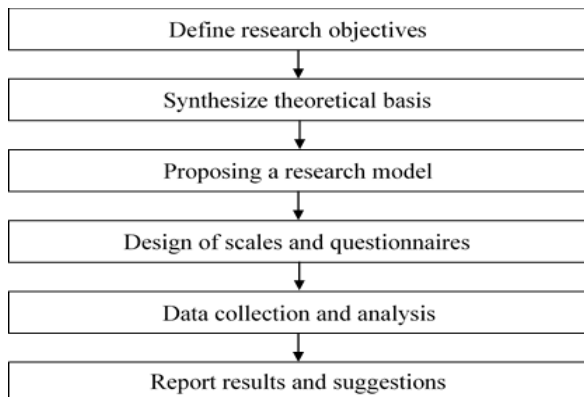 Define research objectives
Synthesize theoretical basis
Proposing a research model
Design of scales and questionnaires
Data collection and analysis
Report results and suggestions